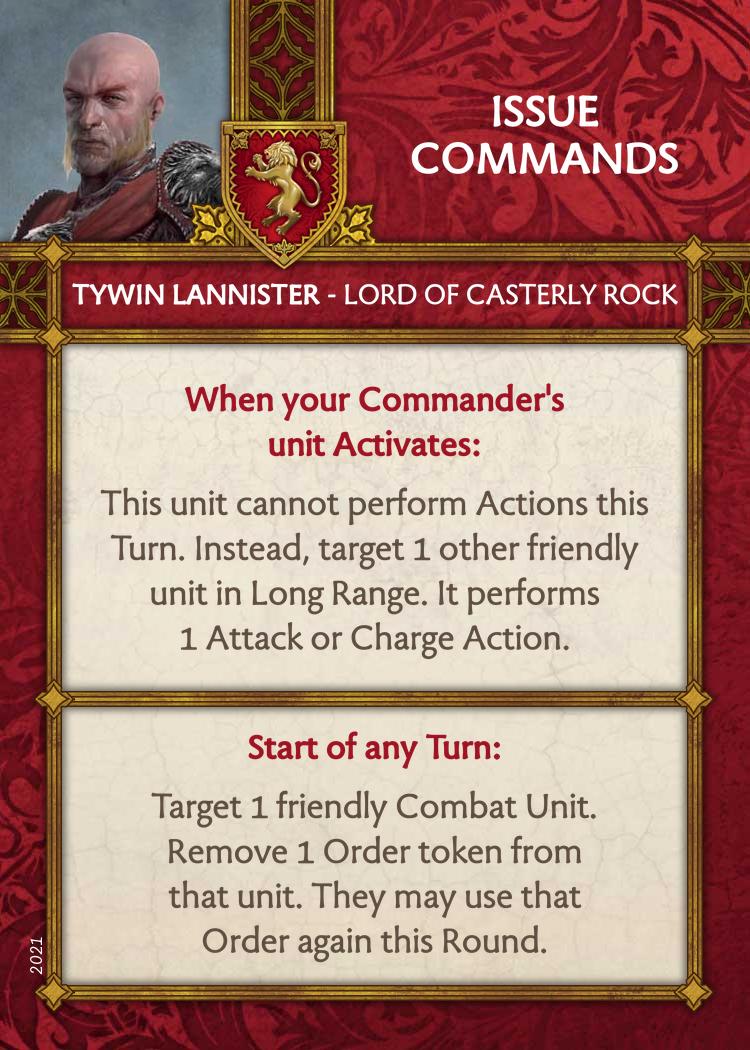 ISSUE
COMMANDS
TYWIN LANNISTER - LORD OF CASTERLY ROCK
When your Commander's
unit Activates:
This unit cannot perform Actions this
Turn. Instead, target 1 other friendly
unit in Long Range. It performs
1 Attack or Charge Action.
Start of any Turn:
Target 1 friendly Combat Unit.
Remove 1 Order token from
that unit. They may use that
Order again this Round.
2021